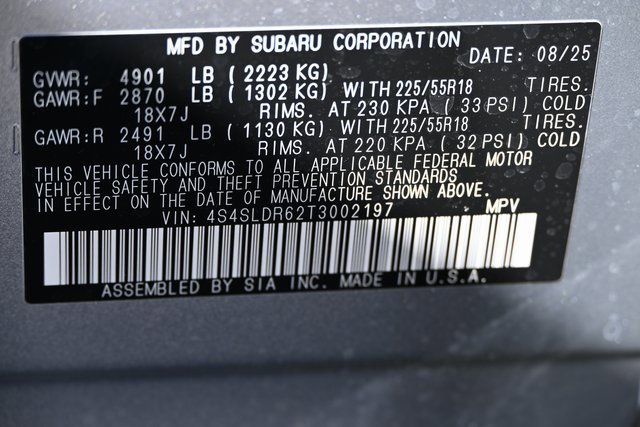 MFD BY SUBARU CORPORATION DATE: 08/25
GVWR: 4901 LB ( 2223 KG)
GAWR:F 2870 LB ( 1302 KG) WITH 225/55R18 TIRES.
18X7J RIMS. AT 230 KPA ( 33 PSI) COLD
GAWR:R 2491 LB ( 1130 KG) WITH 225/55R18 TIRES.
18X7J RIMS. AT 220 KPA ( 32 PSI) COLD
THIS VEHICLE CONFORMS TO ALL APPLICABLE FEDERAL MOTOR
VEHICLE SAFETY AND THEFT PREVENTION STANDARDS
IN EFFECT ON THE DATE OF MANUFACTURE SHOWN ABOVE.
VIN: 4S4SLDR62T3002197 MPV
ASSEMBLED BY SIA INC. MADE IN U.S.A.